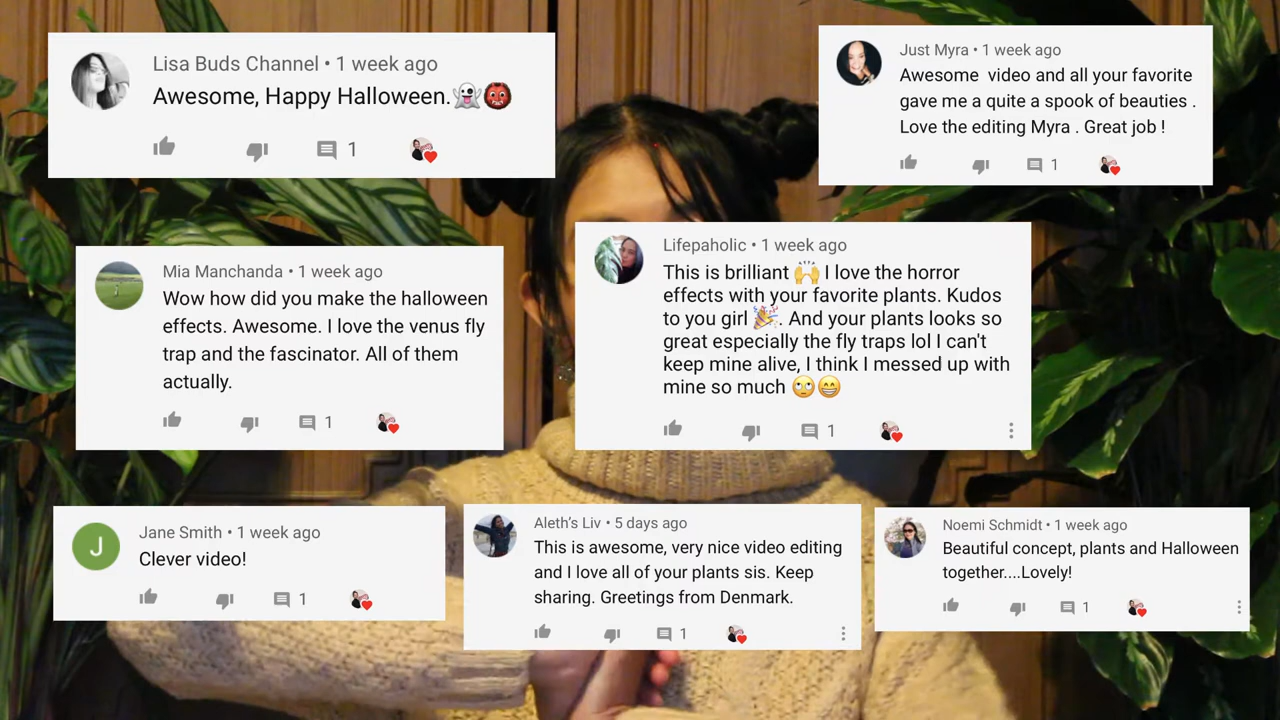 Lisa Buds Channel • 1 week ago
Awesome, Happy Halloween.👻👹
1
Just Myra • 1 week ago
Awesome  video and all your favorite
gave me a quite a spook of beauties .
Love the editing Myra . Great job !
1
Mia Manchanda • 1 week ago
Wow how did you make the halloween
effects. Awesome. I love the venus fly
trap and the fascinator. All of them
actually.
1
Lifepaholic • 1 week ago
This is brilliant 🙌 I love the horror
effects with your favorite plants. Kudos
to you girl 🎉. And your plants looks so
great especially the fly traps lol I can't
keep mine alive, I think I messed up with
mine so much 🙄😁
1
J
Jane Smith • 1 week ago
Clever video!
1
Aleth's Liv • 5 days ago
This is awesome, very nice video editing
and I love all of your plants sis. Keep
sharing. Greetings from Denmark.
1
Noemi Schmidt • 1 week ago
Beautiful concept, plants and Halloween
together....Lovely!
1